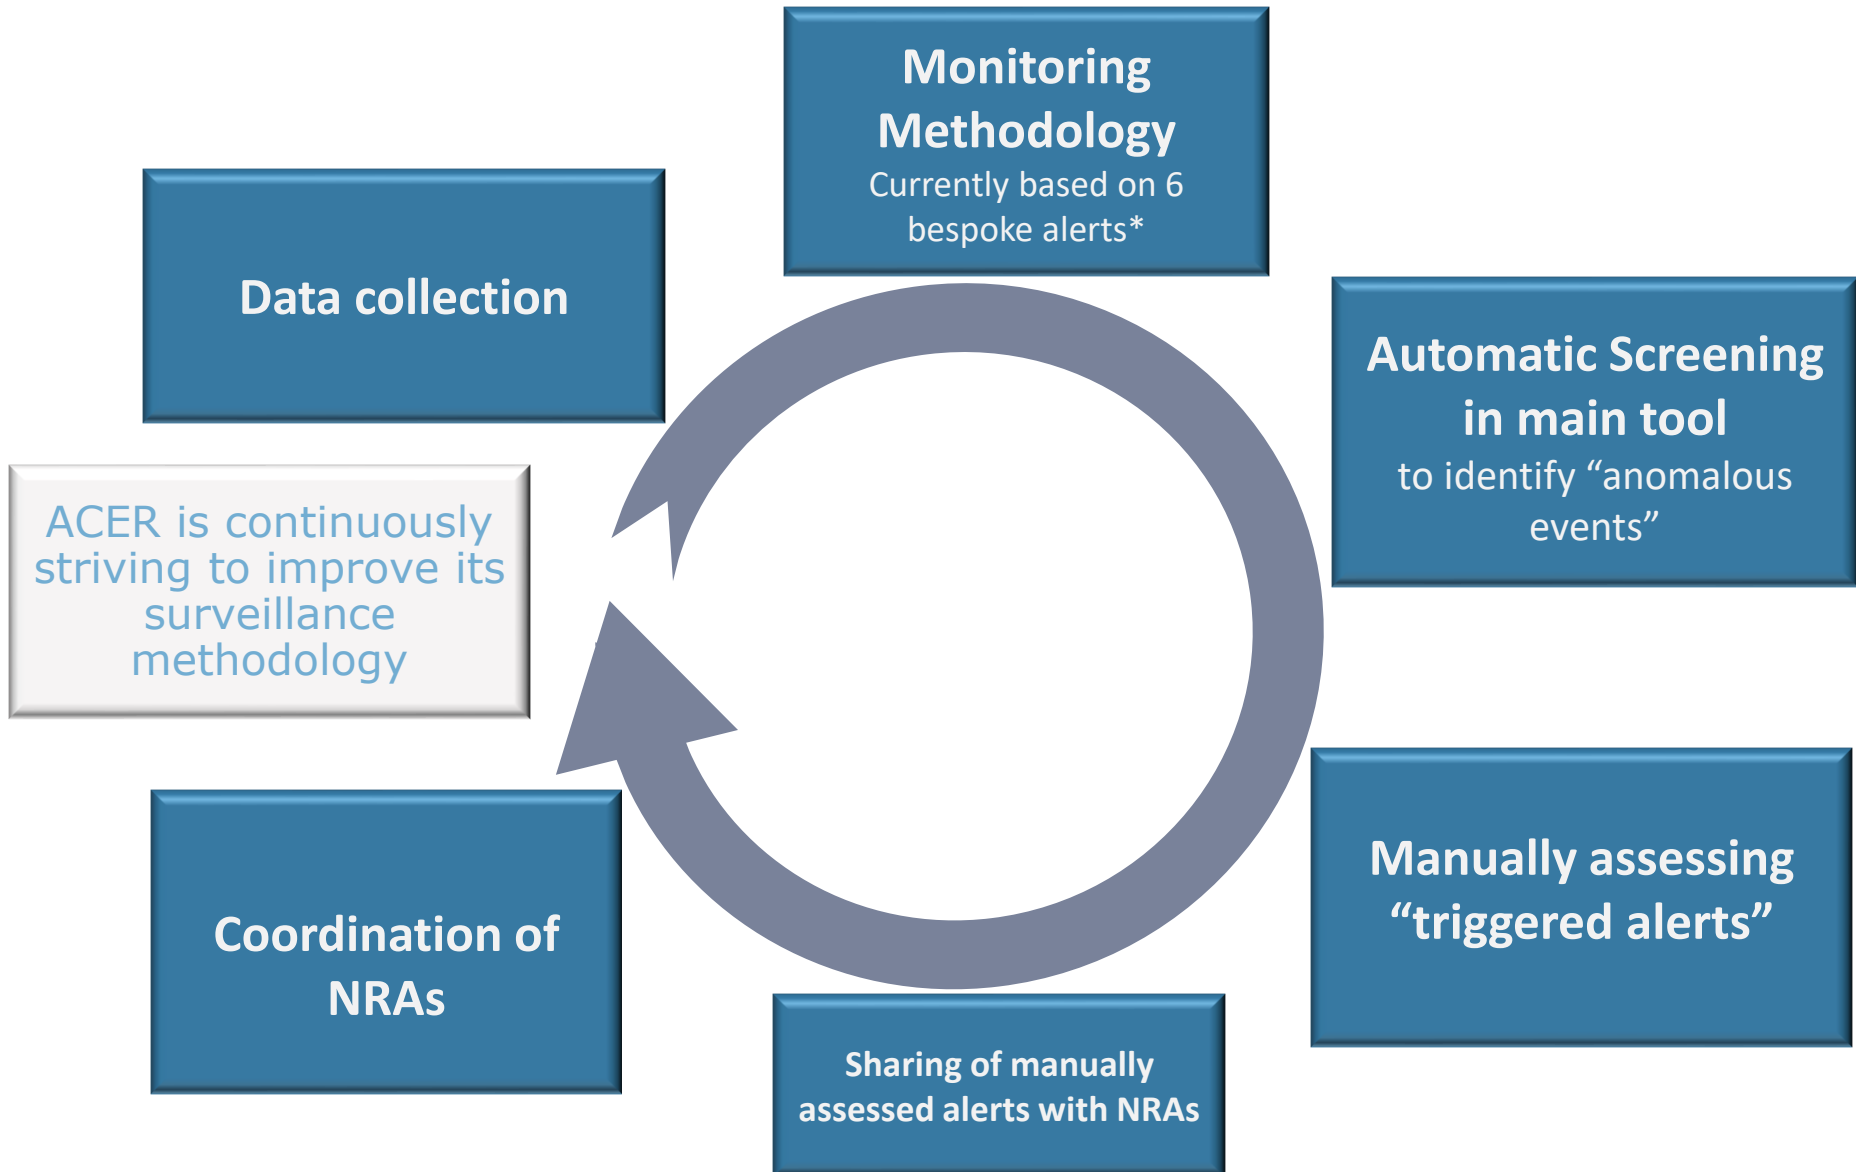 Monitoring
Methodology
Currently based on 6
bespoke alerts*
Data collection
Automatic Screening
in main tool
to identify “anomalous
events”
ACER is continuously
striving to improve its
surveillance
methodology
Manually assessing
“triggered alerts”
Coordination of
NRAs
Sharing of manually
assessed alerts with NRAs